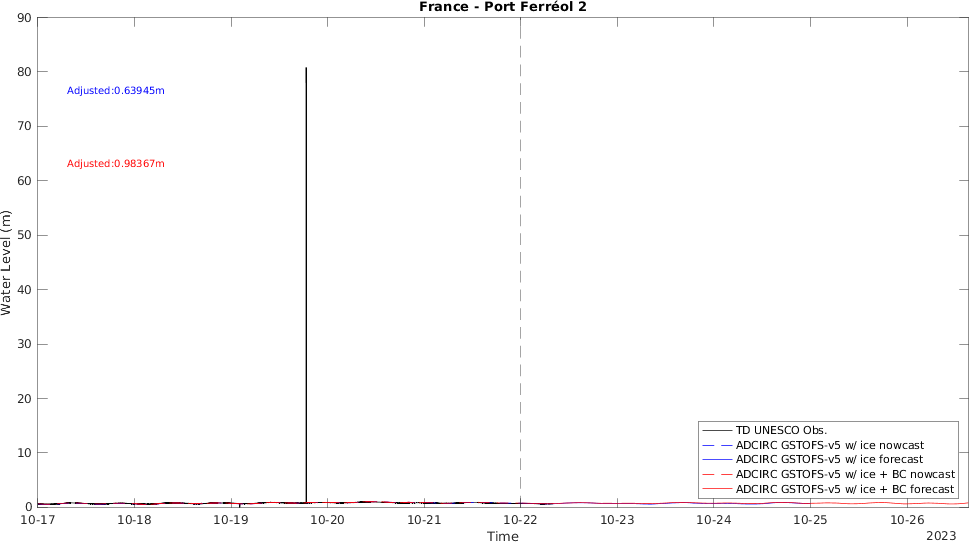 France - Port Ferréol 2
90
80
70
60
50
40
30
20
10
0
Water Level (m)
Adjusted:0.63945m
Adjusted:0.98367m
TD UNESCO Obs.
ADCIRC GSTOFS-v5 w/ ice nowcast
ADCIRC GSTOFS-v5 w/ ice forecast
ADCIRC GSTOFS-v5 w/ ice + BC nowcast
ADCIRC GSTOFS-v5 w/ ice + BC forecast
10-17 10-18 10-19 10-20 10-21 10-22 10-23 10-24 10-25 10-26
Time
2023